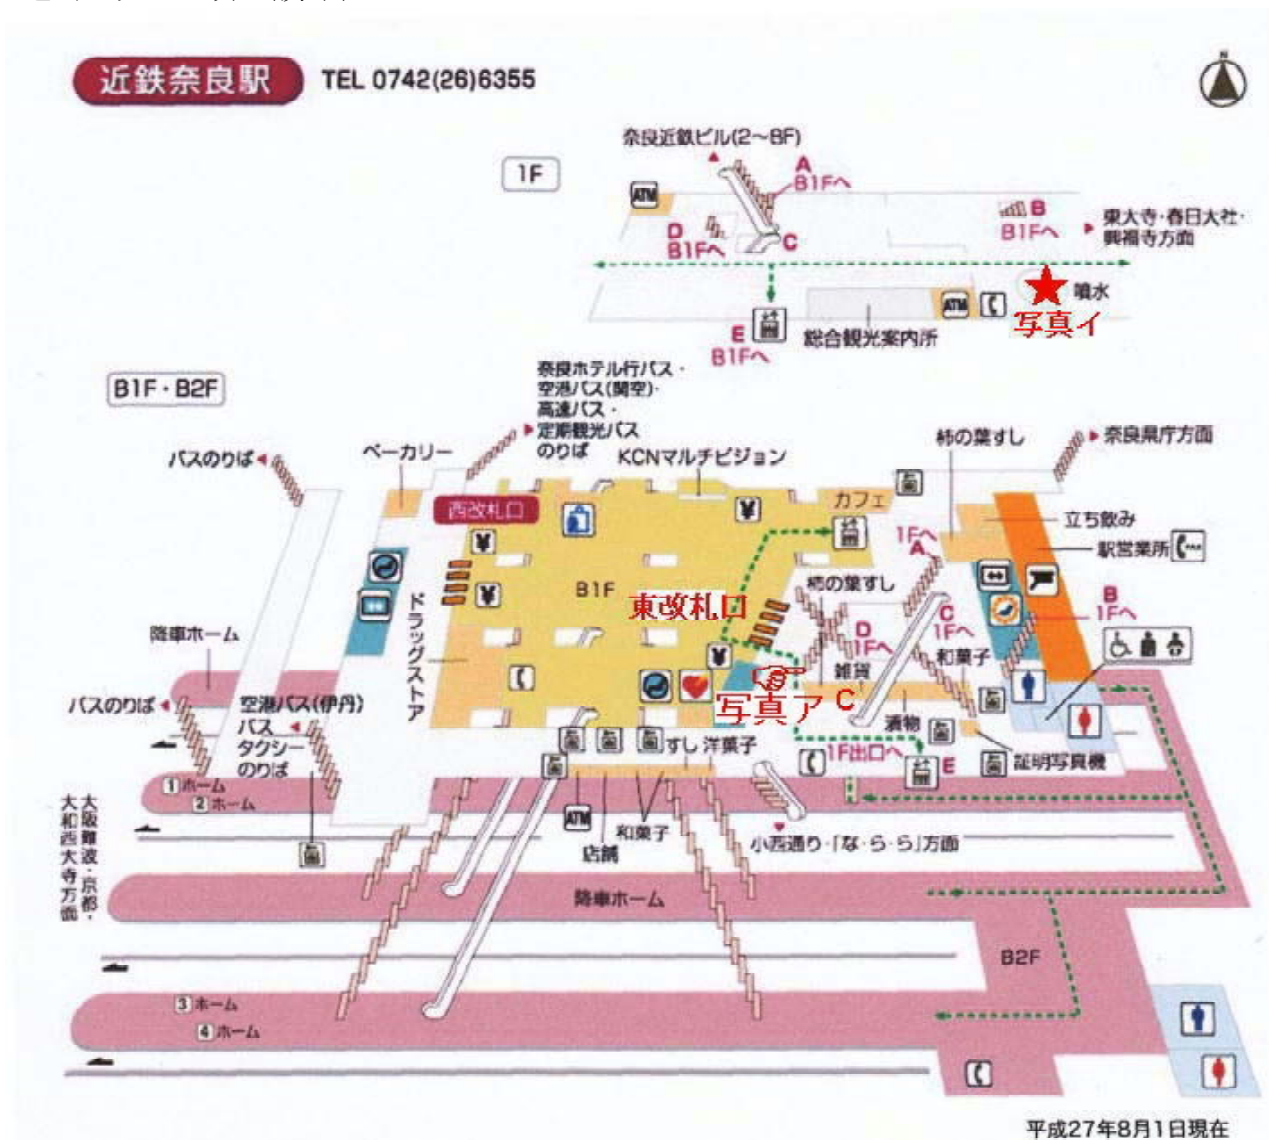 近鉄奈良駅
TEL 0742(26)6355
N
奈良近鉄ビル(2～8F)
1F
A
B1Fへ
ATM
B
B1Fへ
東大寺・春日大社・
興福寺方面
D
B1Fへ
C
噴水
ATM
写真イ
E
B1Fへ
総合観光案内所
B1F・B2F
奈良ホテル行バス・
空港バス(関空)・
高速バス・
定期観光バス
のりば
バスのりば
ベーカリー
KCNマルチビジョン
柿の葉すし
奈良県庁方面
西改札口
カフェ
立ち飲み
駅営業所
1Fへ
A
B1F
東改札口
柿の葉すし
B
1Fへ
C
1Fへ
D
1Fへ
ドラッグストア
降車ホーム
雑貨
和菓子
バスのりば
空港バス(伊丹)
バス
タクシー
のりば
写真ア
C
漬物
すし
洋菓子
1F出口へ
E
証明写真機
1ホーム
2ホーム
ATM
和菓子
店舗
小西通り・「な・ら・ら」方面
大阪難波・京都・
大和西大寺方面
降車ホーム
B2F
3ホーム
4ホーム
平成27年8月1日現在